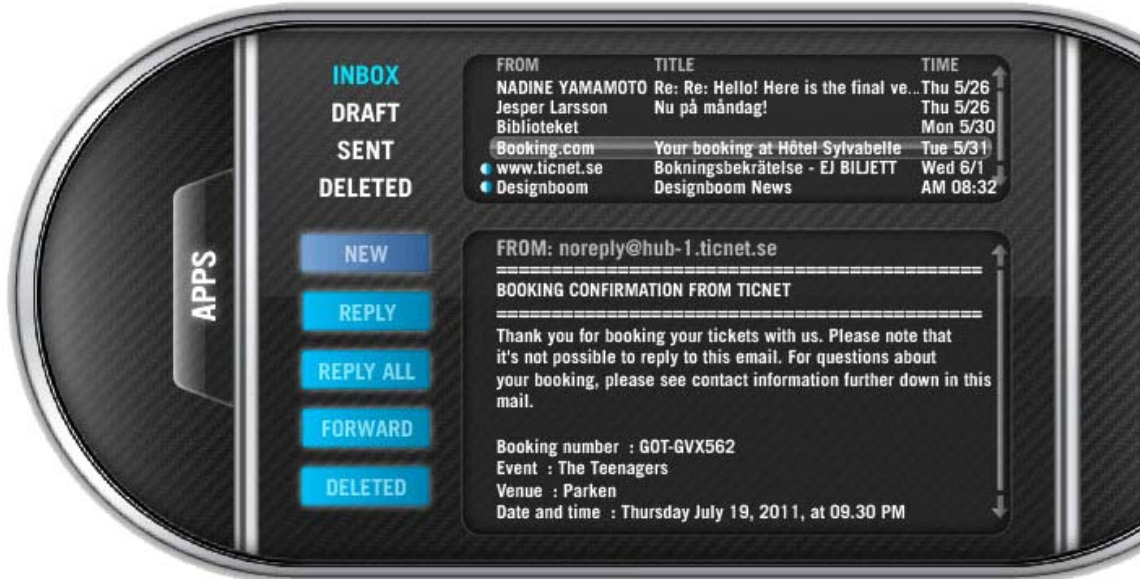 APPS
INBOX
DRAFT
SENT
DELETED
NEW
REPLY
REPLY ALL
FORWARD
DELETED
FROM TITLE TIME
NADINE YAMAMOTO Re: Re: Hello! Here is the final ve... Thu 5/26
Jesper Larsson Nu på måndag! Thu 5/26
Biblioteket Mon 5/30
Booking.com Your booking at Hôtel Sylvabelle Tue 5/31
www.ticnet.se Bokningsbekrätelse - EJ BILJETT Wed 6/1
Designboom Designboom News AM 08:32
FROM: noreply@hub-1.ticnet.se
============================================
BOOKING CONFIRMATION FROM TICNET
============================================
Thank you for booking your tickets with us. Please note that
it's not possible to reply to this email. For questions about
your booking, please see contact information further down in this
mail.
Booking number : GOT-GVX562
Event : The Teenagers
Venue : Parken
Date and time : Thursday July 19, 2011, at 09.30 PM